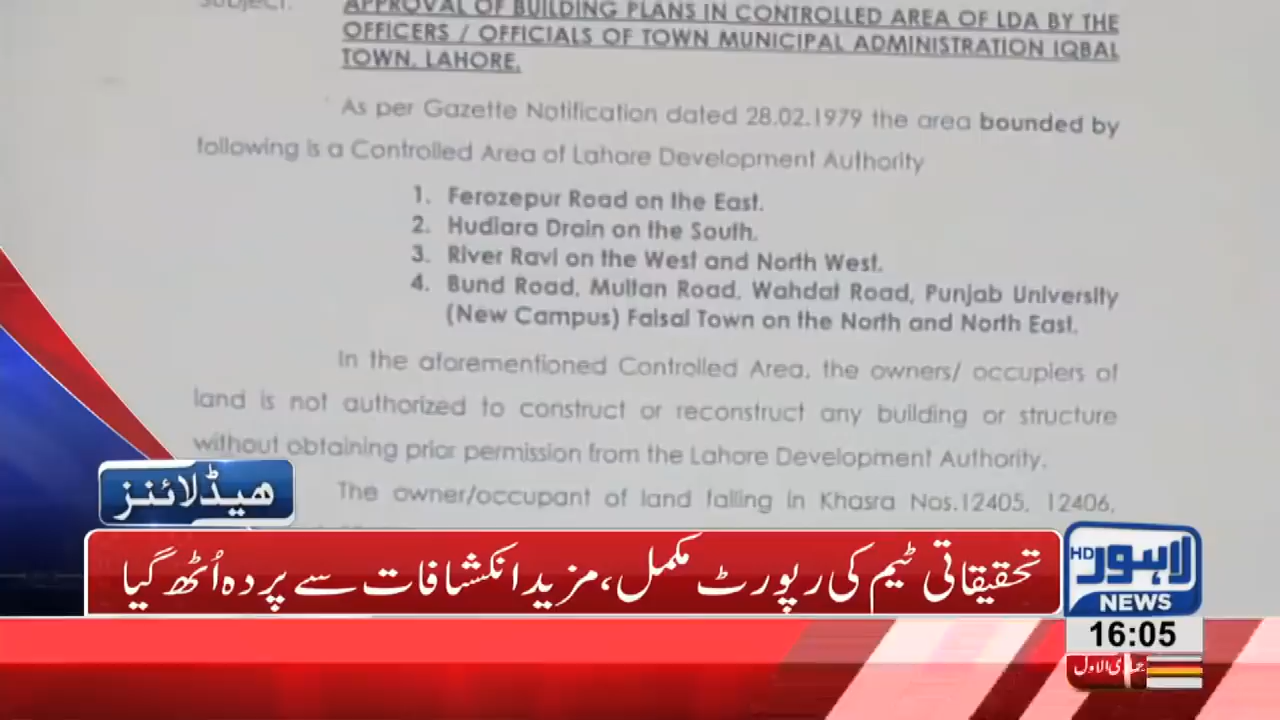 Subject:
APPROVAL OF BUILDING PLANS IN CONTROLLED AREA OF LDA BY THE
OFFICERS / OFFICIALS OF TOWN MUNICIPAL ADMINISTRATION IQBAL
TOWN, LAHORE.
As per Gazette Notification dated 28.02.1979 the area bounded by
following is a Controlled Area of Lahore Development Authority
1. Ferozepur Road on the East.
2. Hudiara Drain on the South.
3. River Ravi on the West and North West.
4. Bund Road, Multan Road, Wahdat Road, Punjab University
(New Campus) Faisal Town on the North and North East.
In the aforementioned Controlled Area, the owners/ occupiers of
land is not authorized to construct or reconstruct any building or structure
without obtaining prior permission from the Lahore Development Authority.
The owner/occupant of land falling in Khasra Nos.12405, 12406,
ہیڈلائنز
تحقیقاتی ٹیم کی رپورٹ مکمل، مزید انکشافات سے پردہ اُٹھ گیا
لاہور HD
NEWS
16:05
جمادی الاول